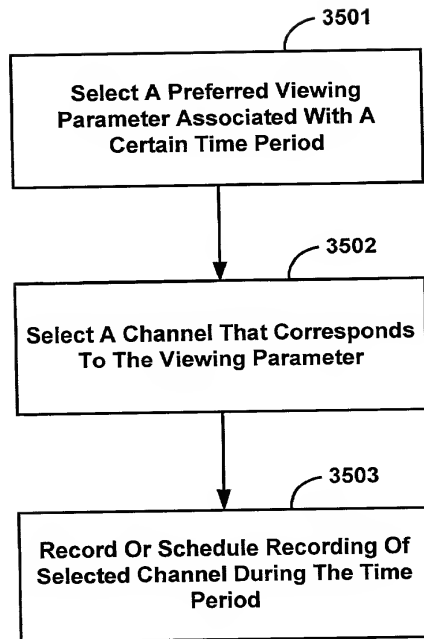 3501
Select A Preferred Viewing
Parameter Associated With A
Certain Time Period
3502
Select A Channel That Corresponds
To The Viewing Parameter
3503
Record Or Schedule Recording Of
Selected Channel During The Time
Period